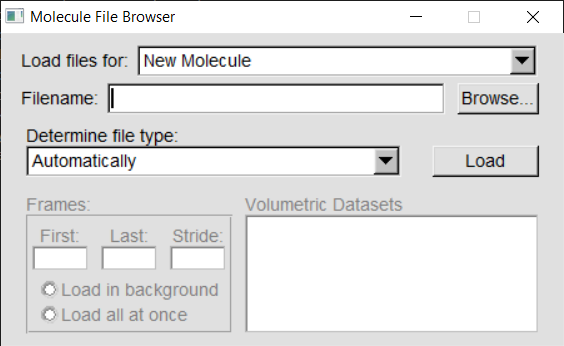 Molecule File Browser
Load files for: New Molecule
Filename: Browse...
Determine file type:
Automatically Load
Frames: Volumetric Datasets
First: Last: Stride:
Load in background
Load all at once